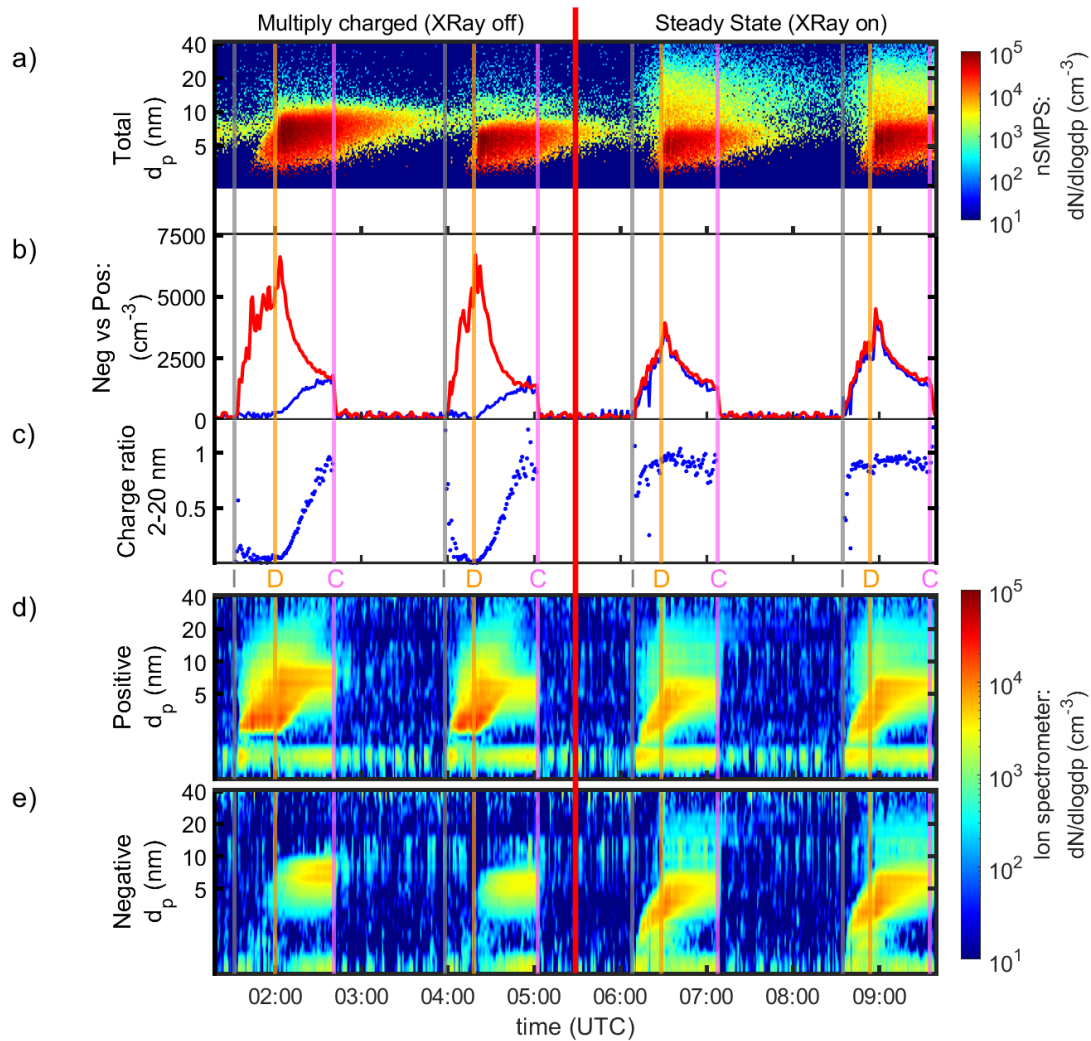 Multiply charged (XRay off)
Steady State (XRay on)
a)
40
20
10
5
Total
d_p (nm)
10^5
10^4
10^3
10^2
10^1
nSMPS:
dN/dlogdp (cm^-3)
b)
7500
5000
2500
0
Neg vs Pos:
(cm^-3)
c)
1
0.5
0
Charge ratio
2-20 nm
I D C I D C I D C I D C
d)
40
20
10
5
Positive
d_p (nm)
e)
40
20
10
5
Negative
d_p (nm)
10^5
10^4
10^3
10^2
10^1
Ion spectrometer:
dN/dlogdp (cm^-3)
02:00 03:00 04:00 05:00 06:00 07:00 08:00 09:00
time (UTC)